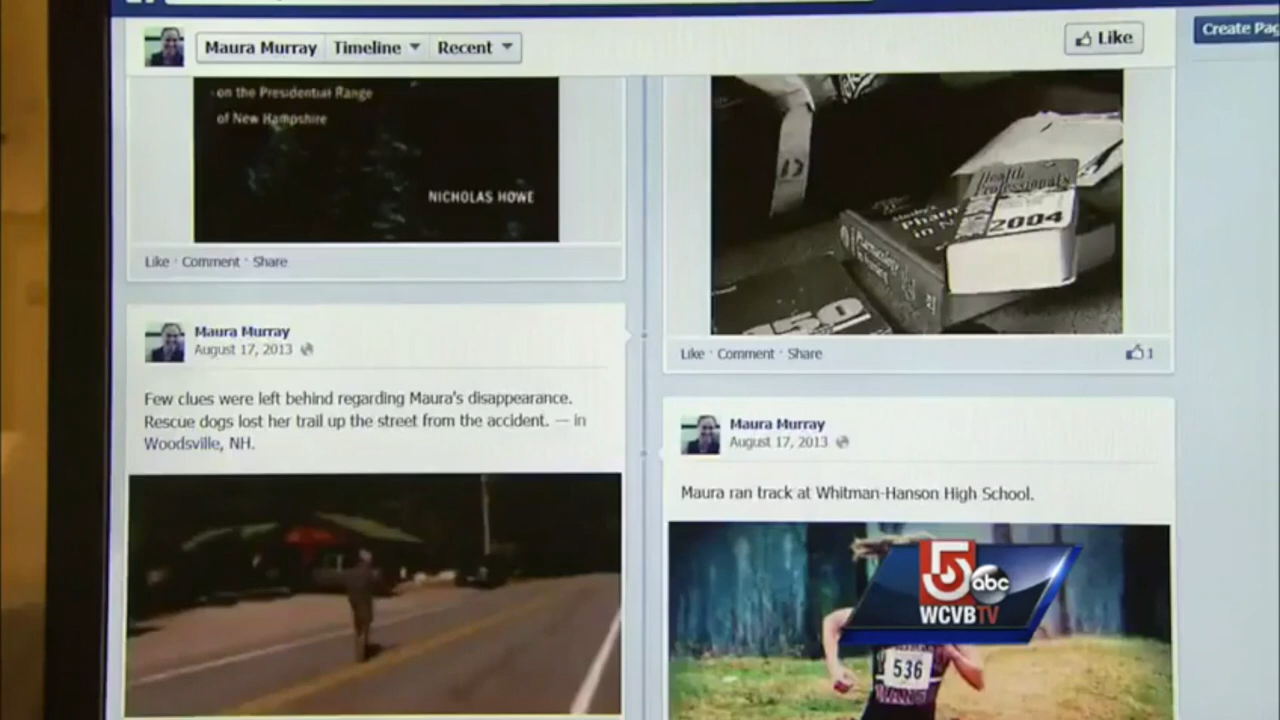 Create Pag
Maura Murray Timeline Recent
Like
on the Presidential Range
of New Hampshire
NICHOLAS HOWE
Like · Comment · Share
Health
Professionals
2004
Pharm
in N
Like · Comment · Share
1
Maura Murray
August 17, 2013
Few clues were left behind regarding Maura's disappearance.
Rescue dogs lost her trail up the street from the accident. — in
Woodsville, NH.
Maura Murray
August 17, 2013
Maura ran track at Whitman-Hanson High School.
5
abc
WCVBTV
536